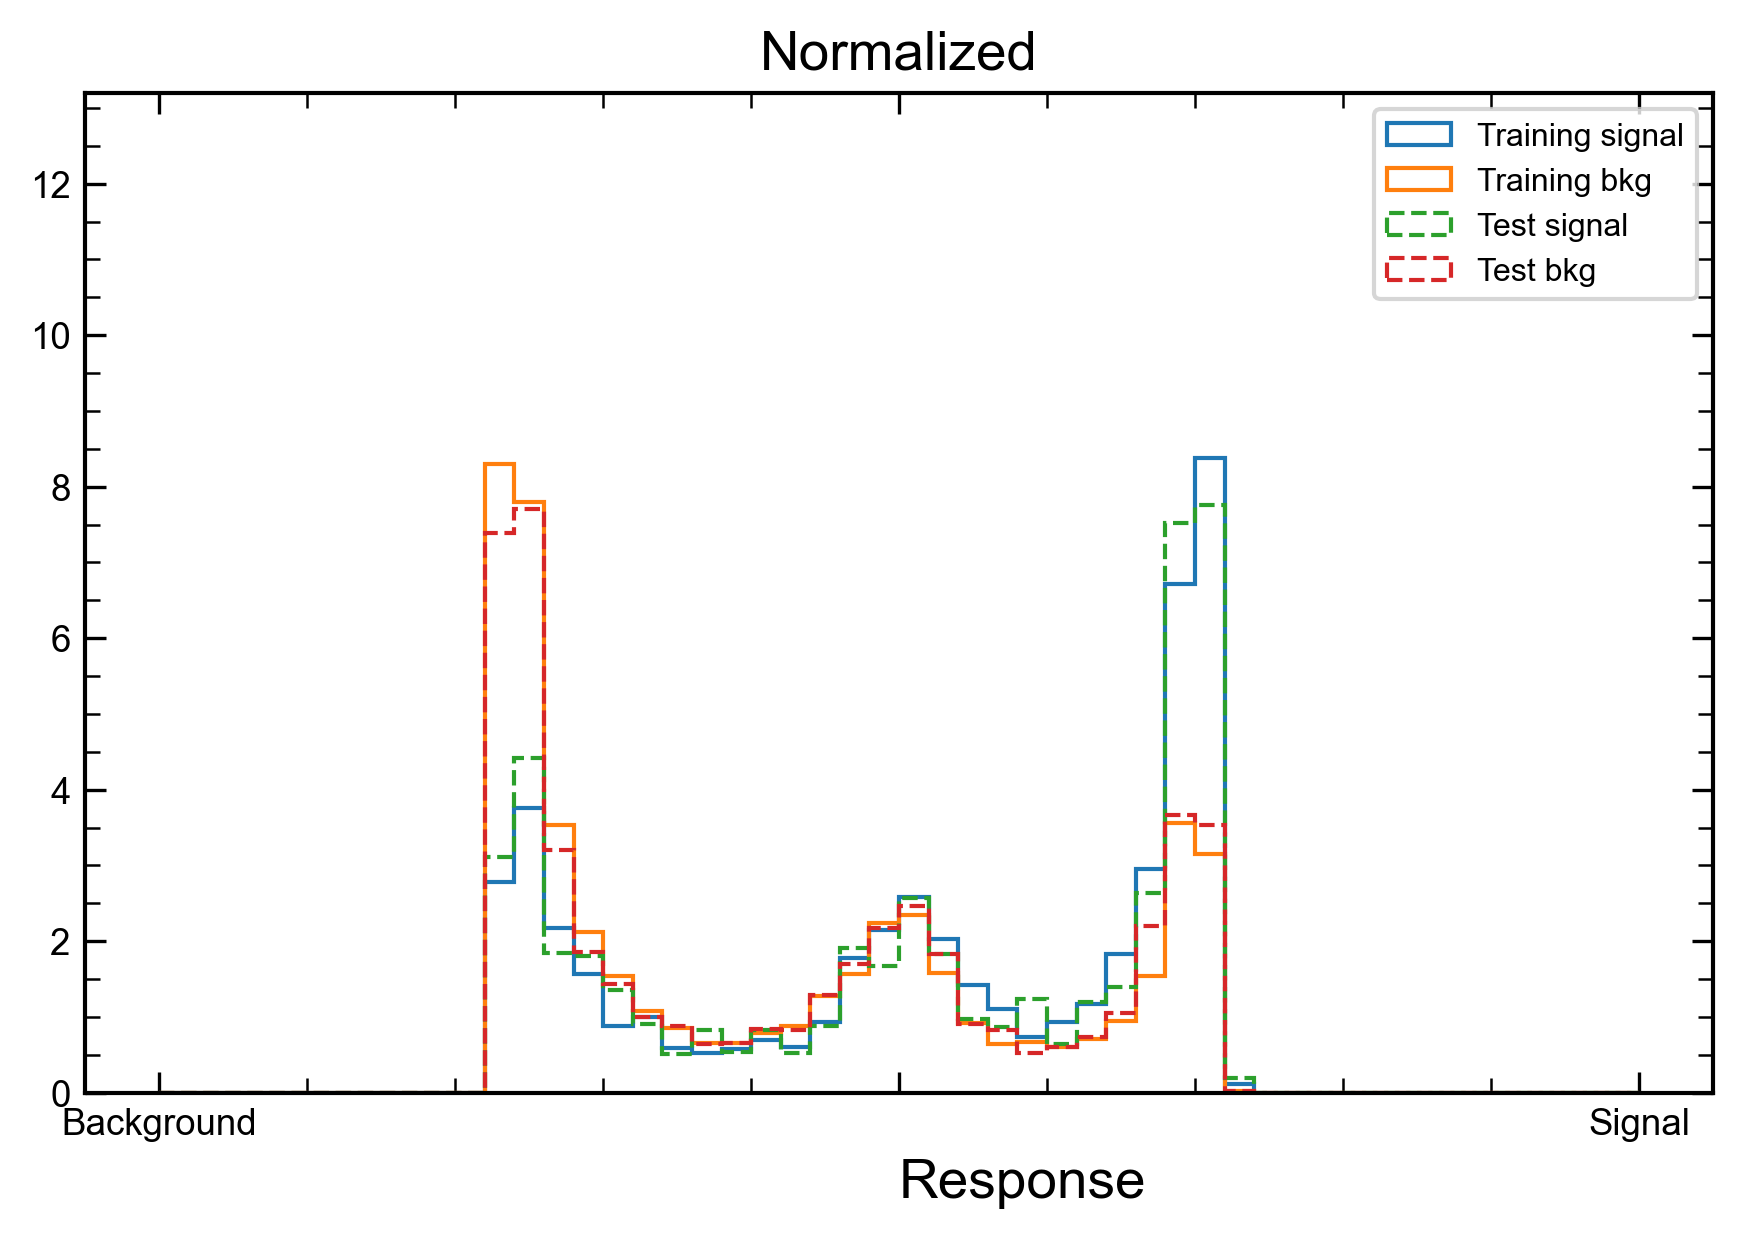 Normalized
Training signal
Training bkg
Test signal
Test bkg
12
10
8
6
4
2
0
Background
Signal
Response